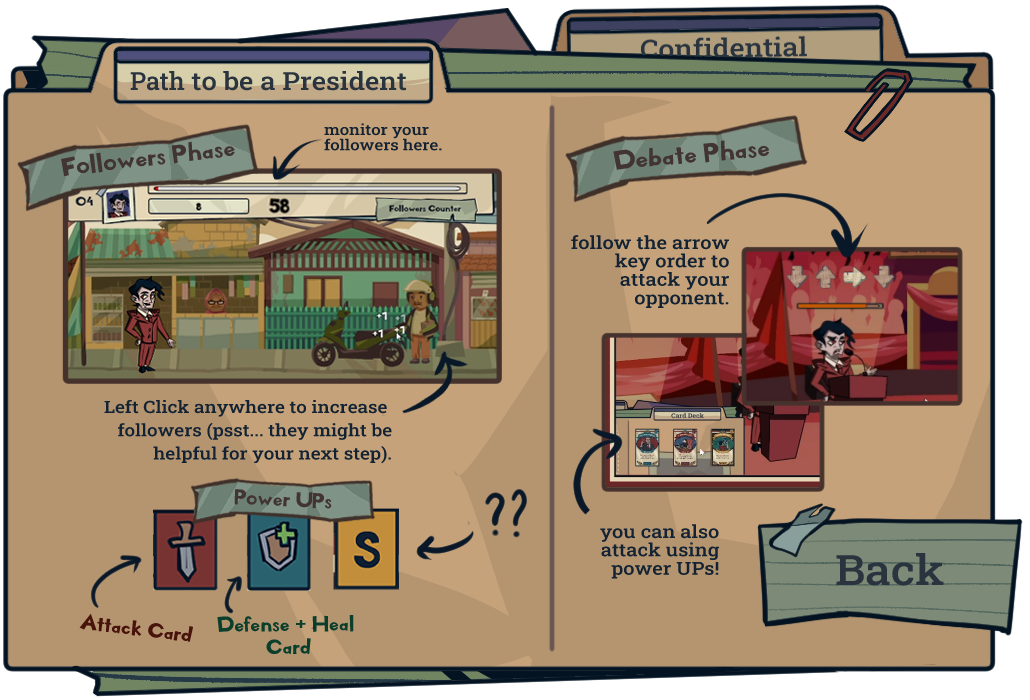 Confidential
Path to be a President
Followers Phase
monitor your
followers here.
04
8
58
Followers Counter
+1
+1
+1
+1
Left Click anywhere to increase
followers (psst... they might be
helpful for your next step).
Power UPs
S
??
Attack Card
Defense + Heal
Card
Debate Phase
follow the arrow
key order to
attack your
opponent.
Card Deck
you can also
attack using
power UPs!
Back